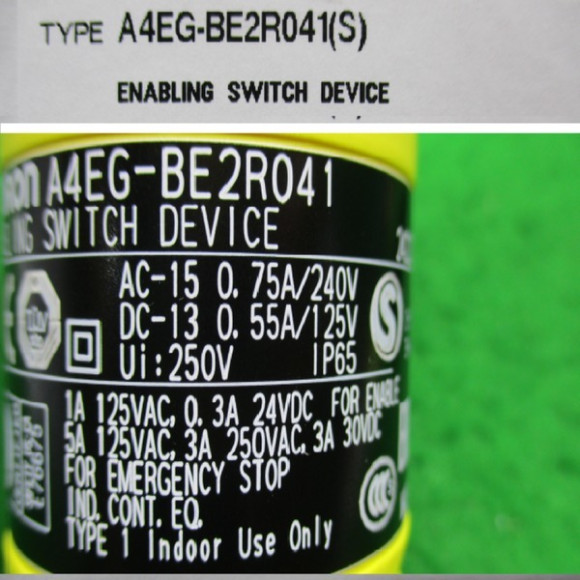 TYPE A4EG-BE2R041(S)
ENABLING SWITCH DEVICE
A4EG-BE2R041
SWITCH DEVICE
AC-15 0.75A/240V
DC-13 0.55A/125V
Ui:250V IP65
TÜV
S
1A 125VAC, 0.3A 24VDC FOR ENABLE
5A 125VAC, 3A 250VAC, 3A 30VDC
FOR EMERGENCY STOP
IND. CONT. EQ.
TYPE 1 Indoor Use Only
CCC